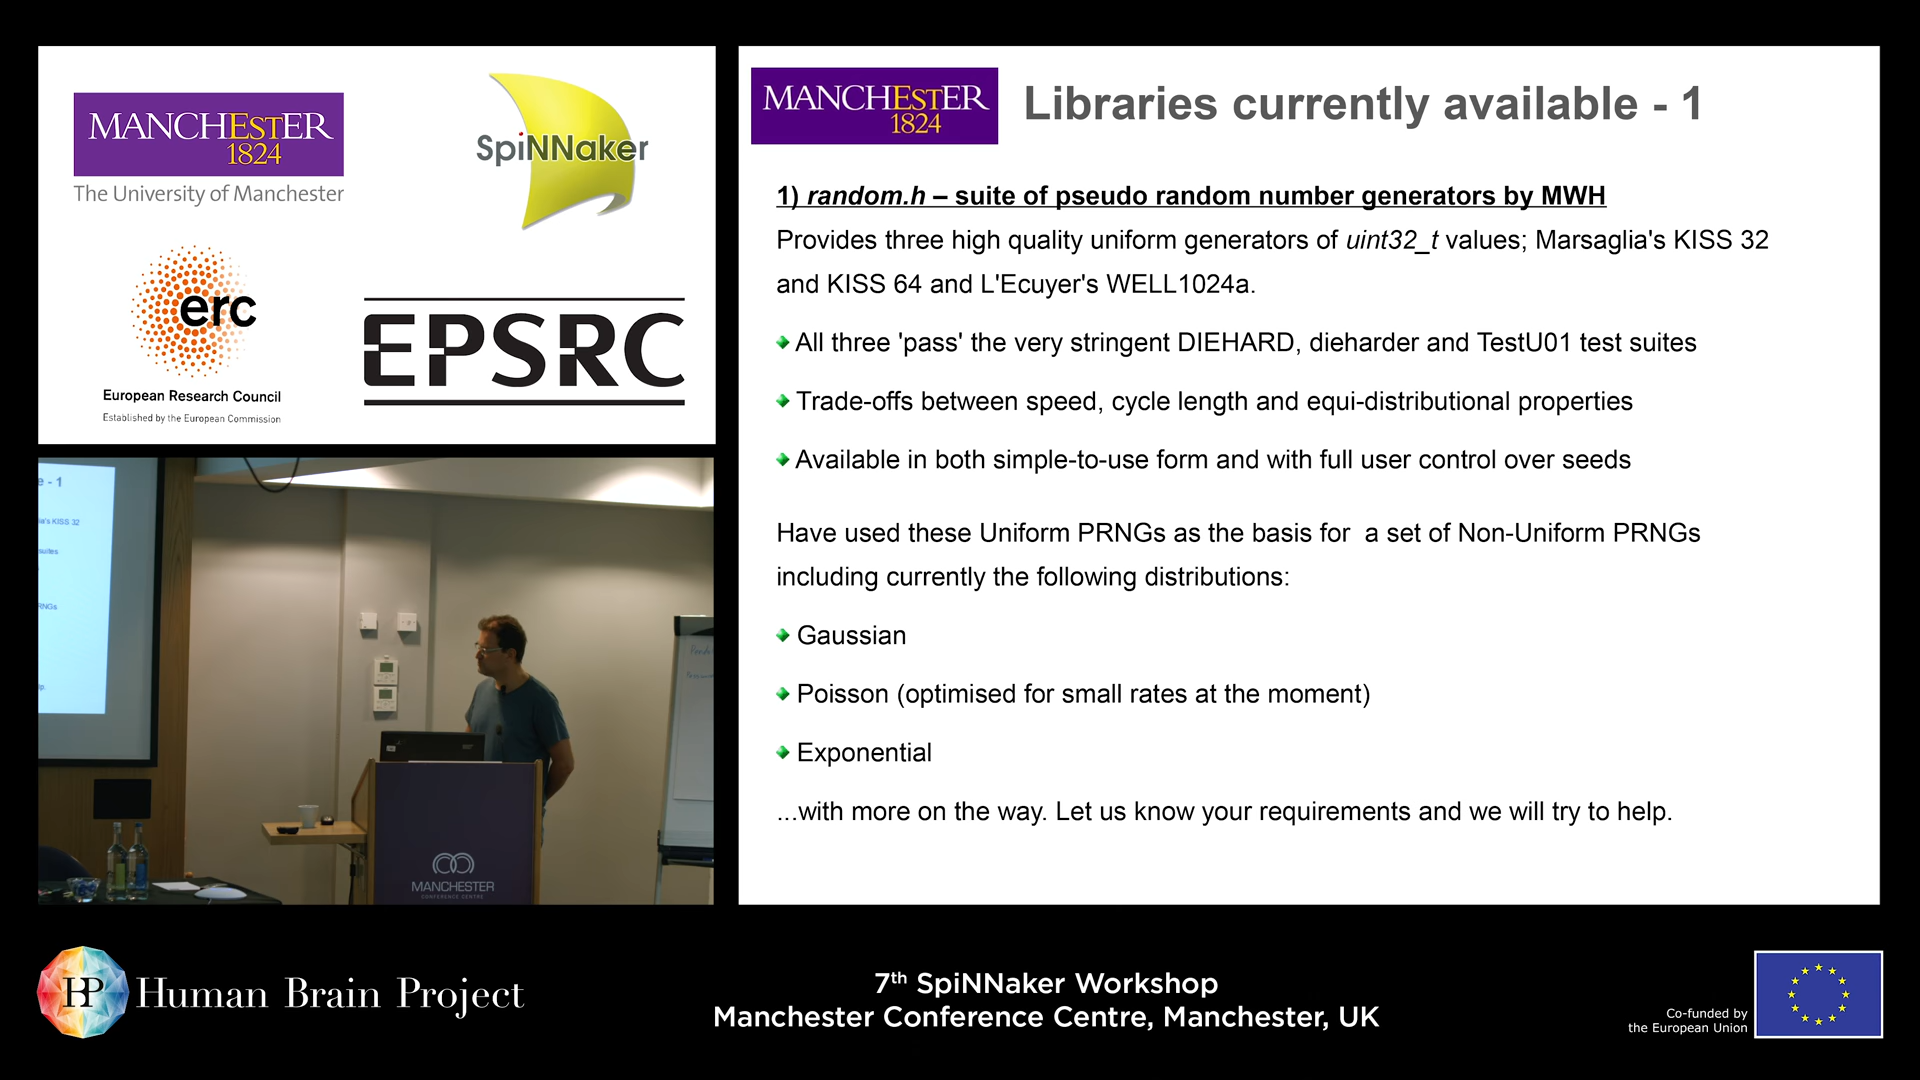 MANCHESTER
1824
The University of Manchester
SpiNNaker
erc
European Research Council
Established by the European Commission
EPSRC
MANCHESTER
1824
Libraries currently available - 1
1) random.h – suite of pseudo random number generators by MWH
Provides three high quality uniform generators of uint32_t values; Marsaglia's KISS 32
and KISS 64 and L'Ecuyer's WELL1024a.
All three 'pass' the very stringent DIEHARD, dieharder and TestU01 test suites
Trade-offs between speed, cycle length and equi-distributional properties
Available in both simple-to-use form and with full user control over seeds
Have used these Uniform PRNGs as the basis for a set of Non-Uniform PRNGs
including currently the following distributions:
Gaussian
Poisson (optimised for small rates at the moment)
Exponential
...with more on the way. Let us know your requirements and we will try to help.
e - 1
ia's KISS 32
suites
RNGs
lp.
MANCHESTER
CONFERENCE CENTRE
HBP Human Brain Project
7th SpiNNaker Workshop
Manchester Conference Centre, Manchester, UK
Co-funded by
the European Union